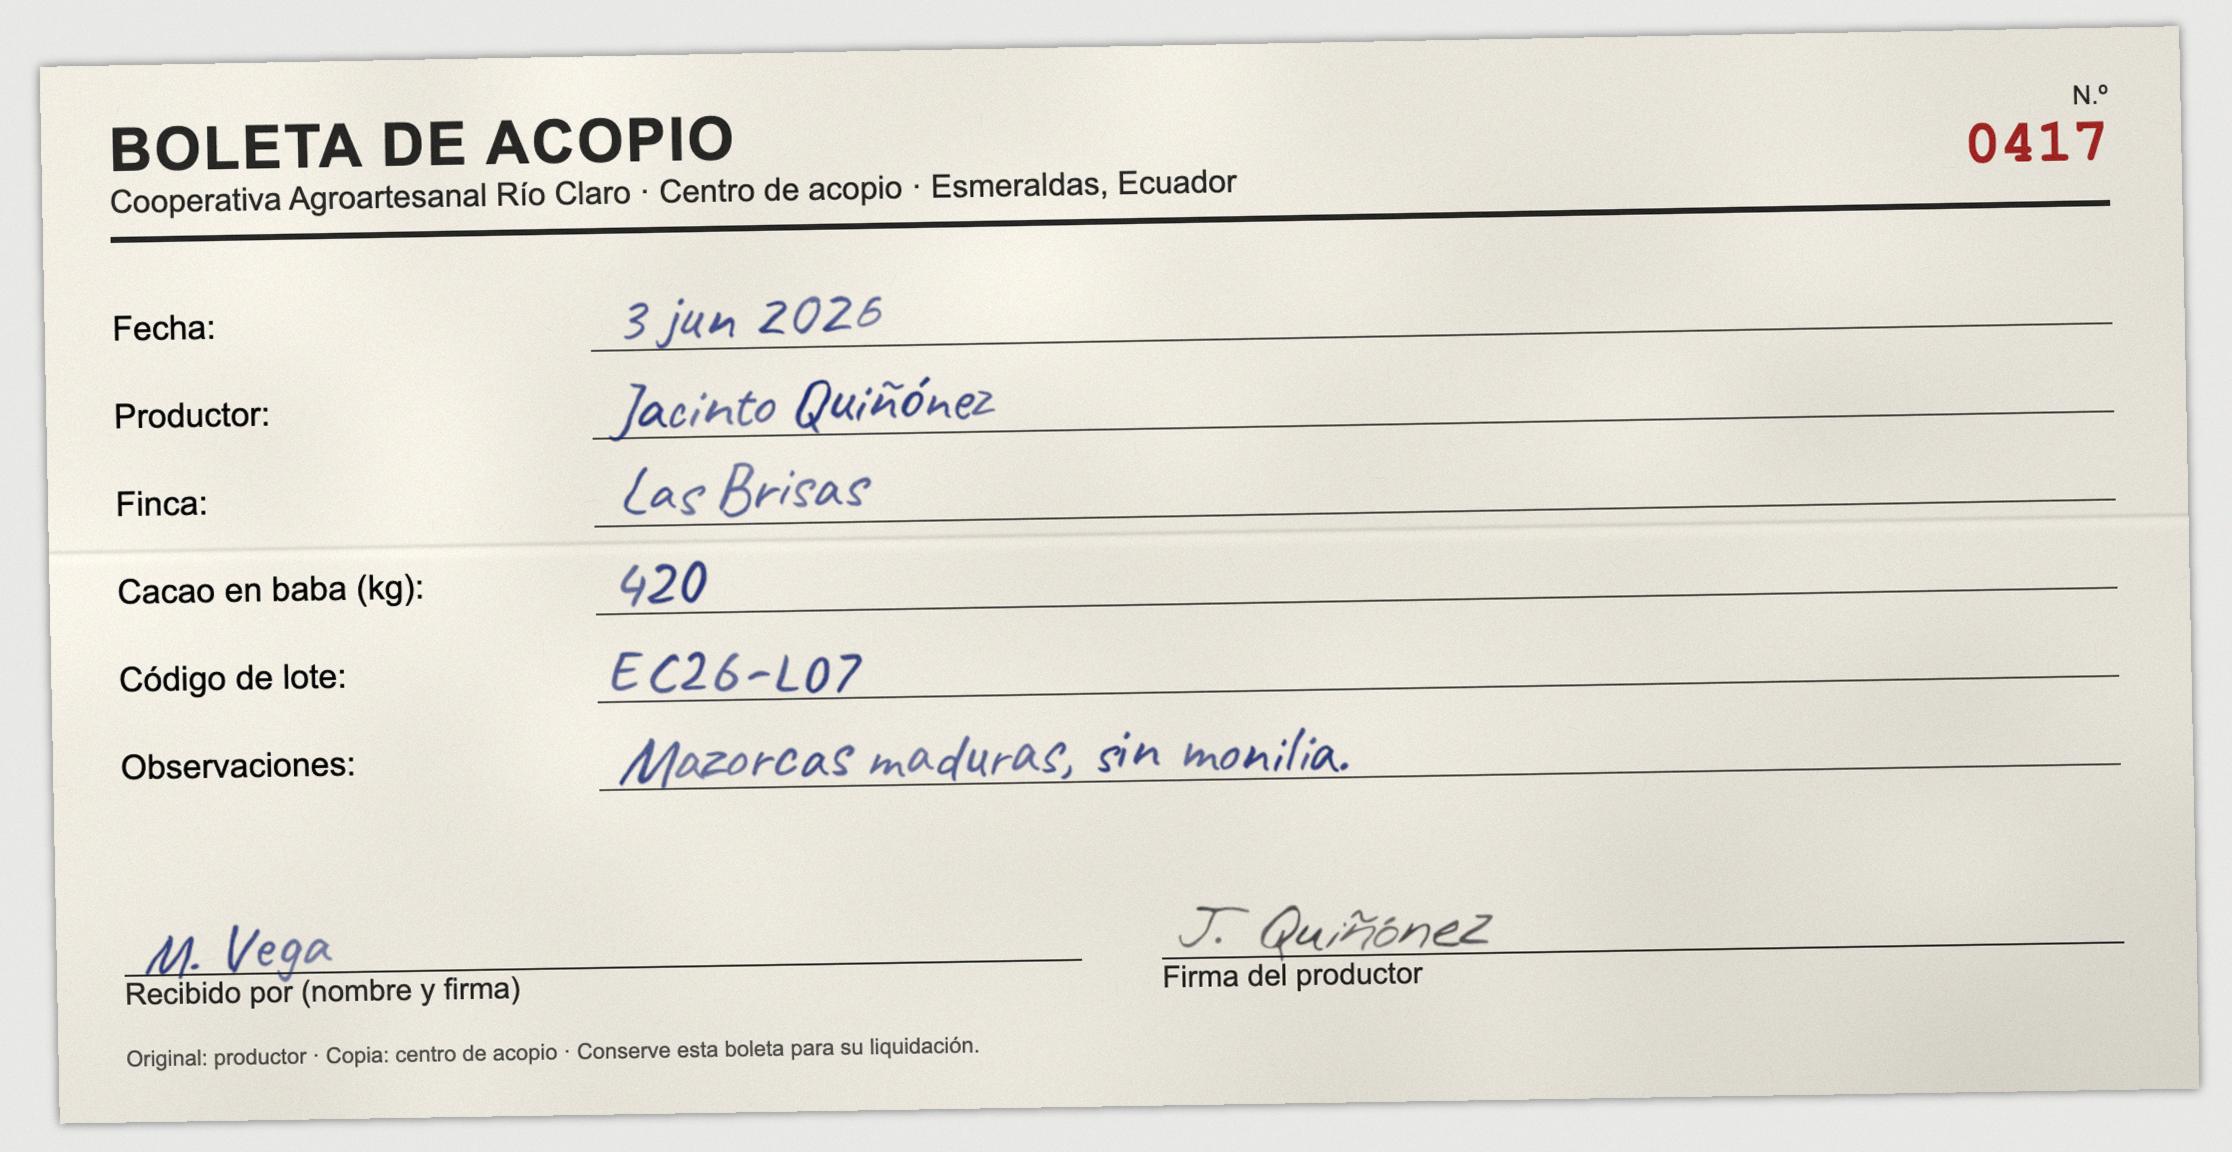 BOLETA DE ACOPIO
N.º
0417
Cooperativa Agroartesanal Río Claro · Centro de acopio · Esmeraldas, Ecuador
Fecha: 3 jun 2026
Productor: Jacinto Quiñónez
Finca: Las Brisas
Cacao en baba (kg): 420
Código de lote: EC26-L07
Observaciones: Mazorcas maduras, sin monilia.
M. Vega
Recibido por (nombre y firma)
J. Quiñónez
Firma del productor
Original: productor · Copia: centro de acopio · Conserve esta boleta para su liquidación.